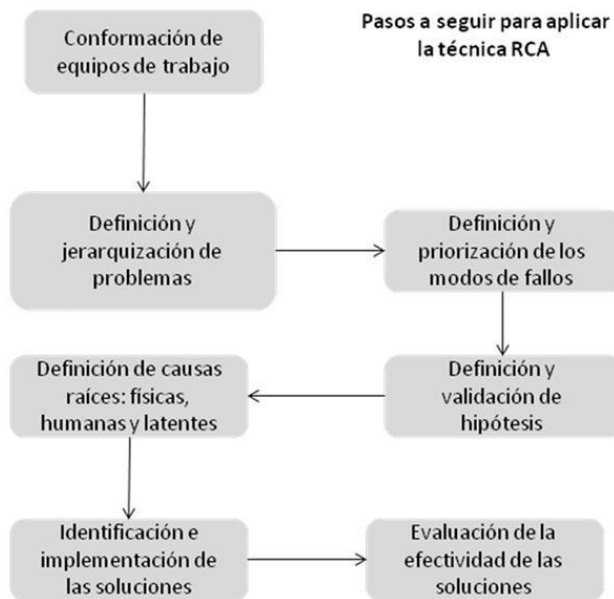 Pasos a seguir para aplicar
la técnica RCA
Conformación de
equipos de trabajo
Definición y
jerarquización de
problemas
Definición y
priorización de los
modos de fallos
Definición y
validación de
hipótesis
Definición de causas
raíces: físicas,
humanas y latentes
Identificación e
implementación de
las soluciones
Evaluación de la
efectividad de las
soluciones